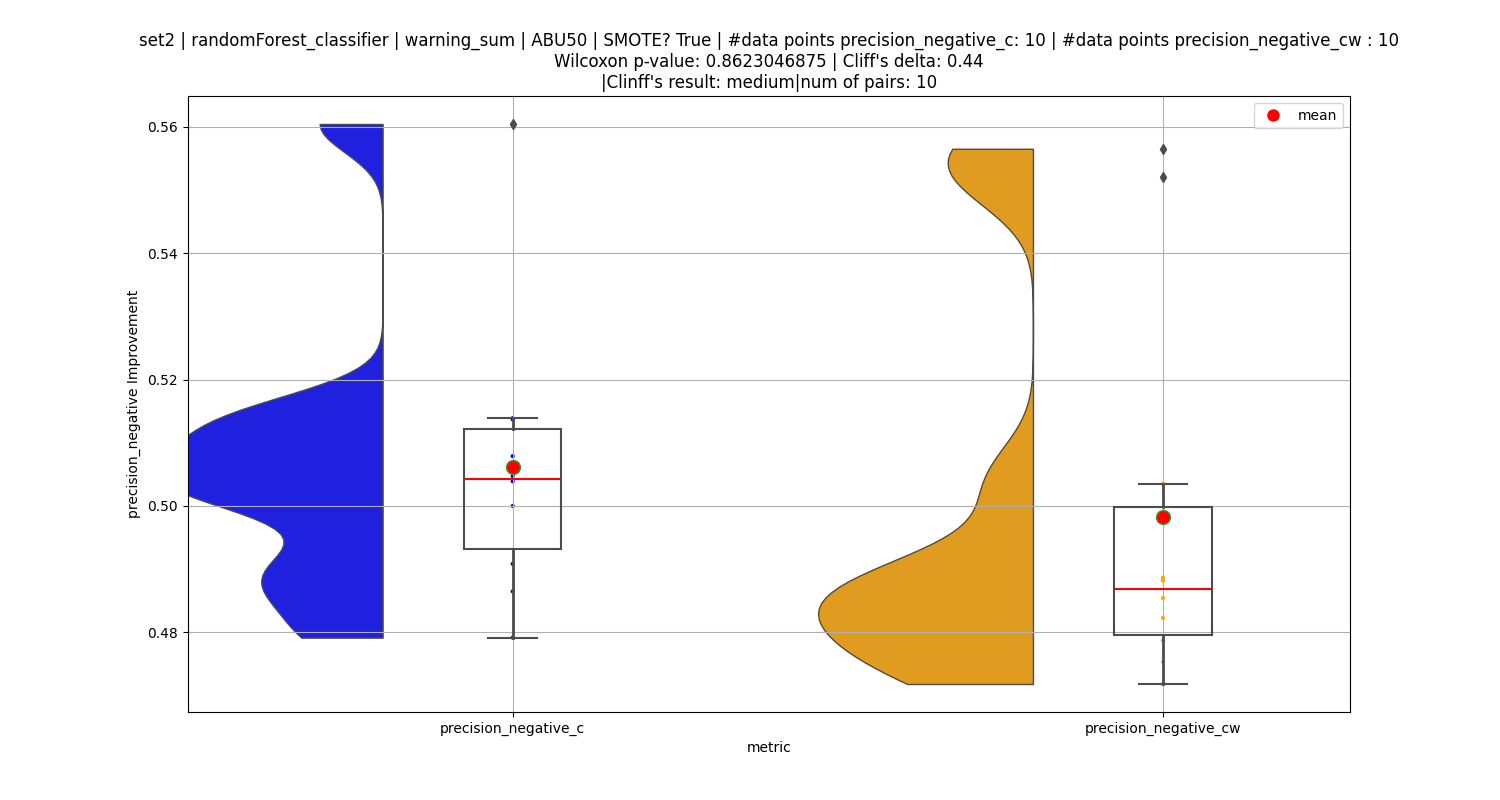 set2 | randomForest_classifier | warning_sum | ABU50 | SMOTE? True | #data points precision_negative_c: 10 | #data points precision_negative_cw : 10
Wilcoxon p-value: 0.8623046875 | Cliff's delta: 0.44
|Clinff's result: medium|num of pairs: 10
mean
0.56
0.54
0.52
0.50
0.48
precision_negative Improvement
precision_negative_c
precision_negative_cw
metric